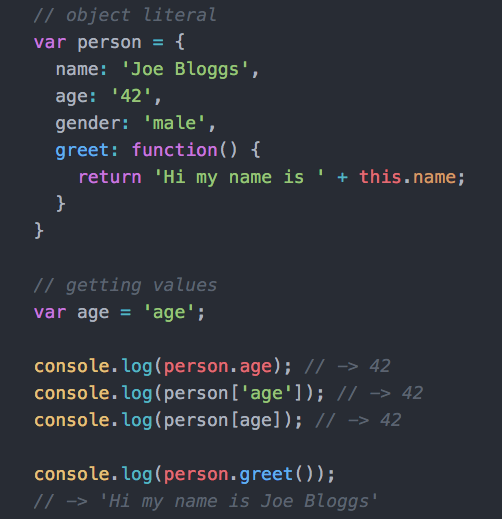 // object literal
var person = {
  name: 'Joe Bloggs',
  age: '42',
  gender: 'male',
  greet: function() {
    return 'Hi my name is ' + this.name;
  }
}

// getting values
var age = 'age';

console.log(person.age); // —> 42
console.log(person['age']); // —> 42
console.log(person[age]); // —> 42

console.log(person.greet());
// —> 'Hi my name is Joe Bloggs'